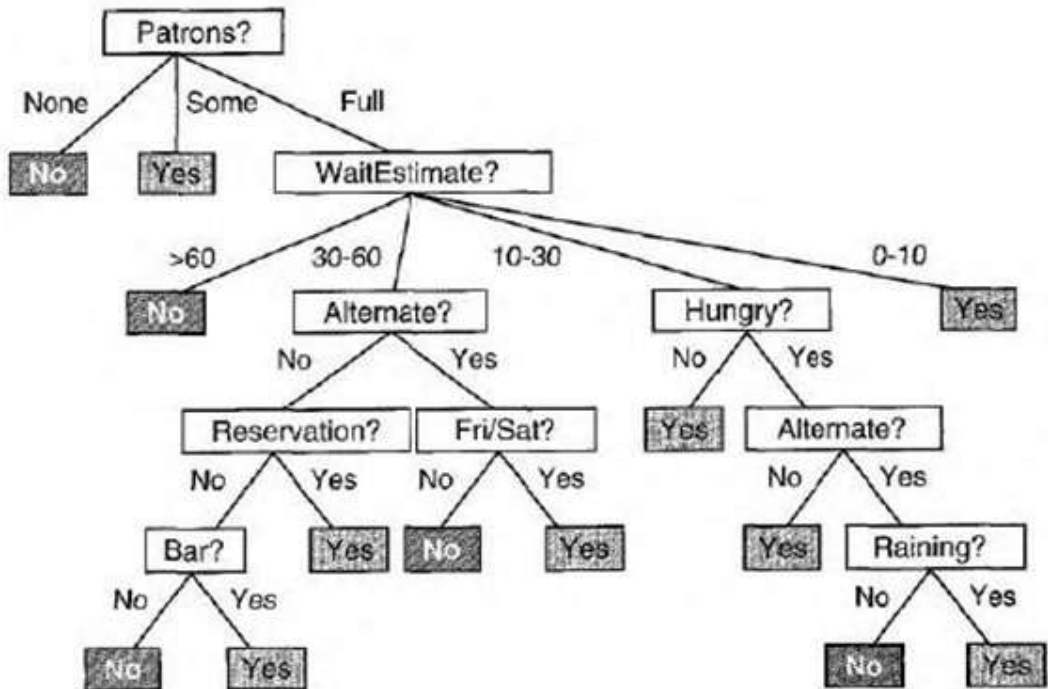 Patrons?
None Some Full
No Yes WaitEstimate?
>60 30-60 10-30 0-10
No Alternate? Hungry? Yes
No Yes No Yes
Reservation? Fri/Sat? Yes Alternate?
No Yes No Yes No Yes
Bar? Yes No Yes Yes Raining?
No Yes No Yes
No Yes No Yes